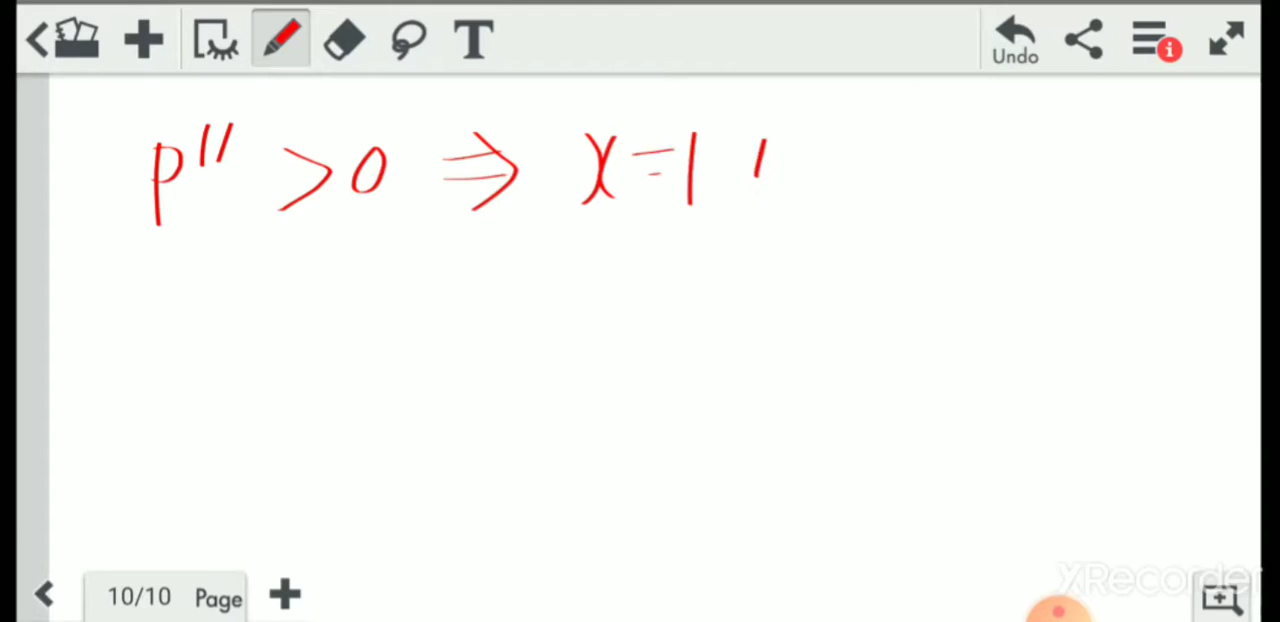 Undo
p'' > 0 ⇒ x = 1
10/10 Page
XRecorder